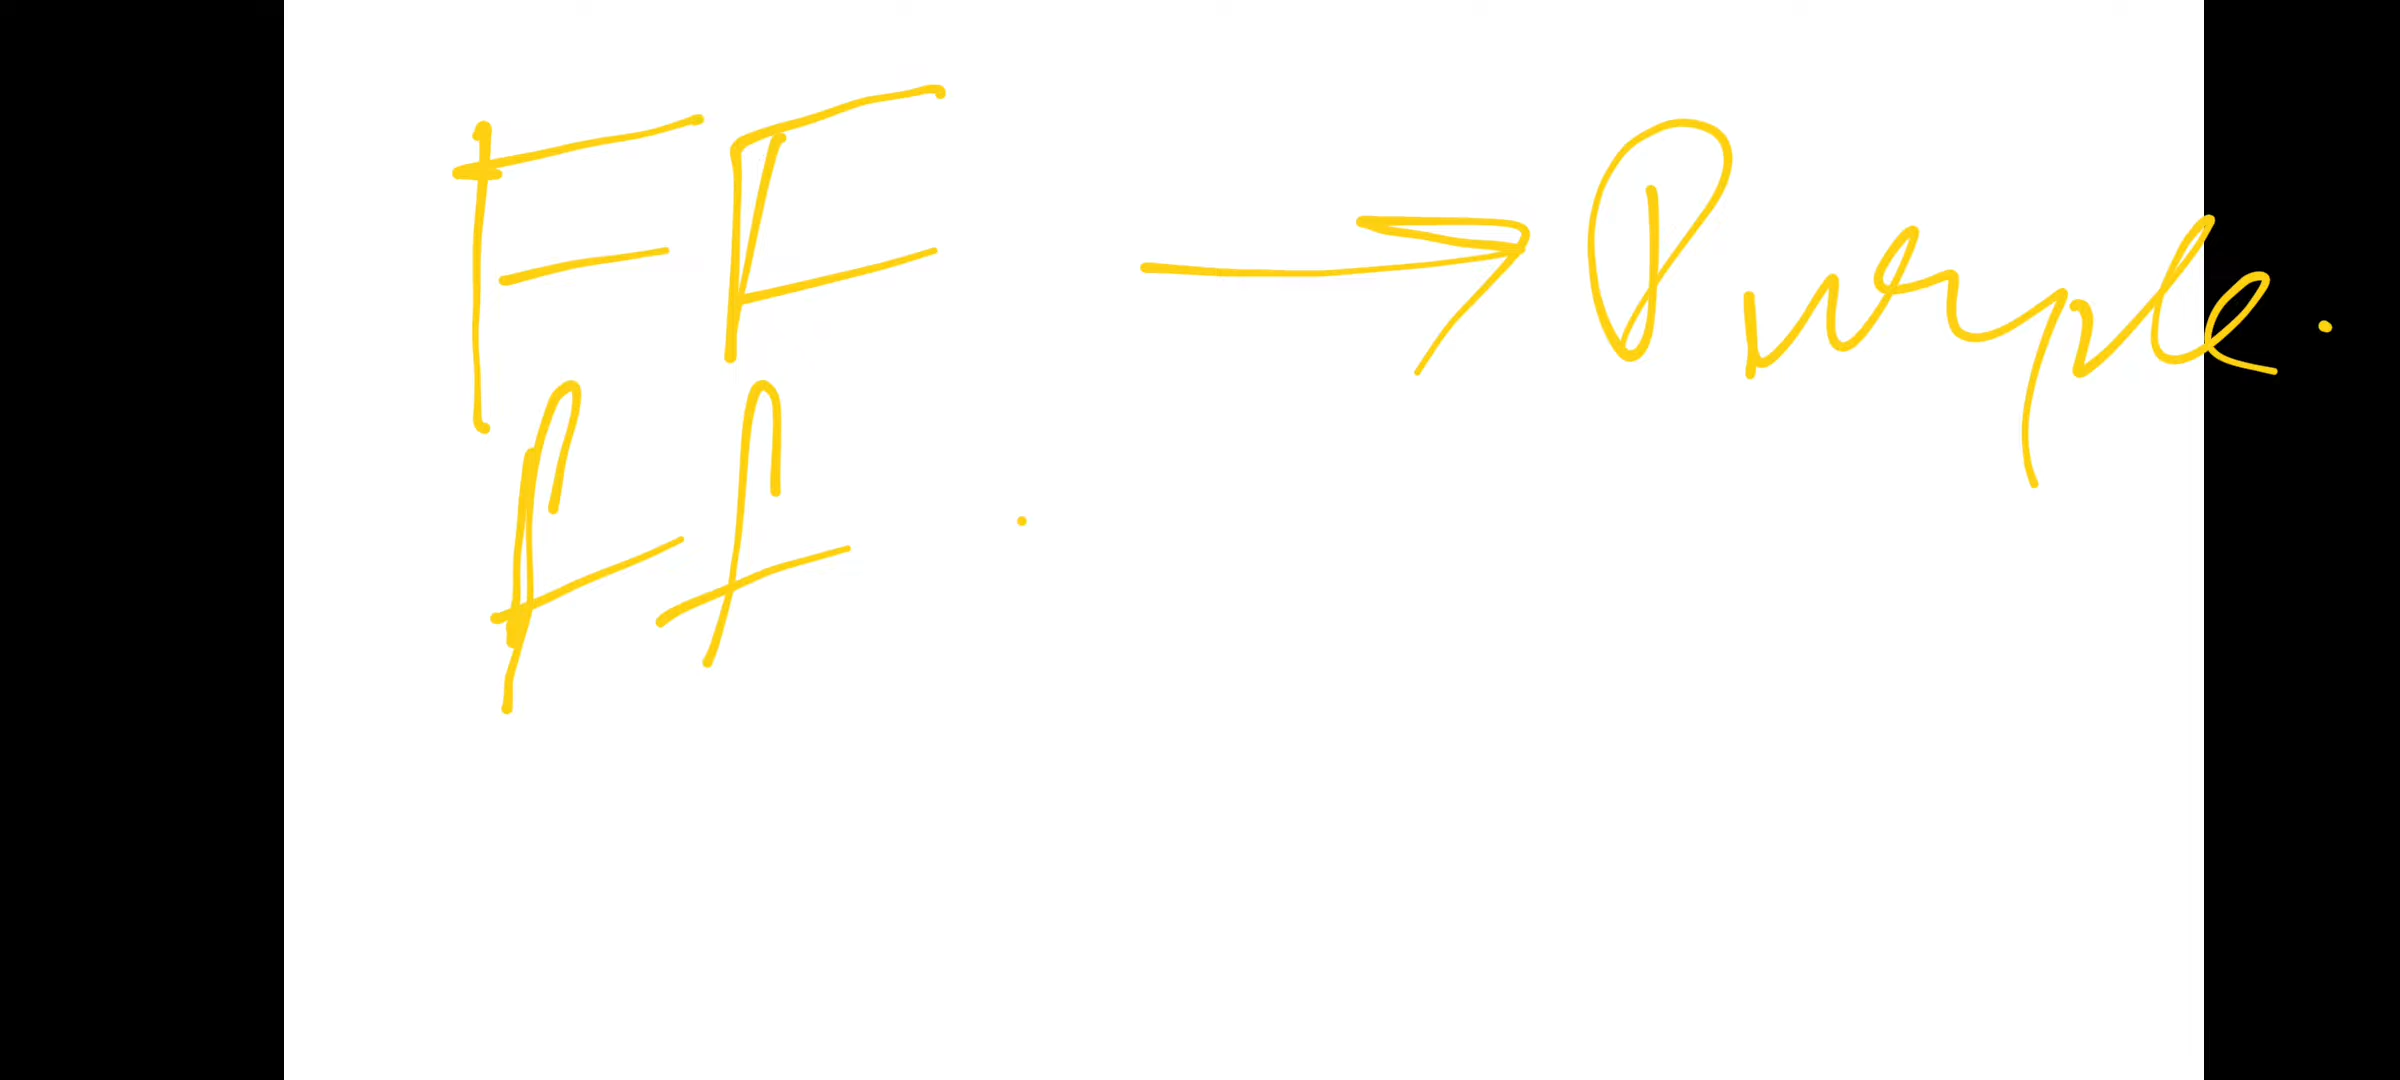 FF → Purple.
ff .